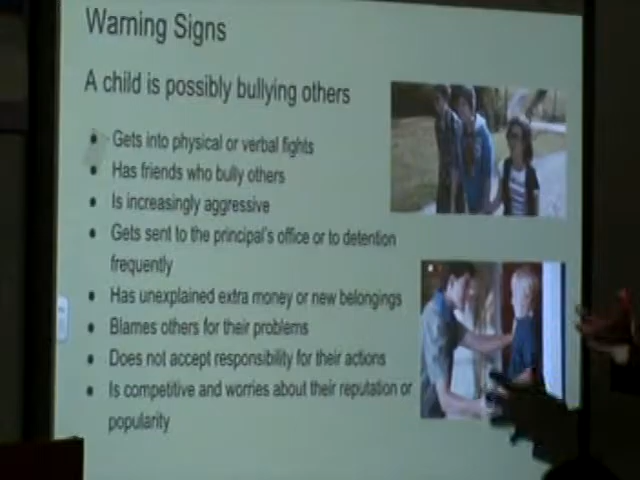 Warning Signs
A child is possibly bullying others
• Gets into physical or verbal fights
• Has friends who bully others
• Is increasingly aggressive
• Gets sent to the principal's office or to detention
frequently
• Has unexplained extra money or new belongings
• Blames others for their problems
• Does not accept responsibility for their actions
• Is competitive and worries about their reputation or
popularity